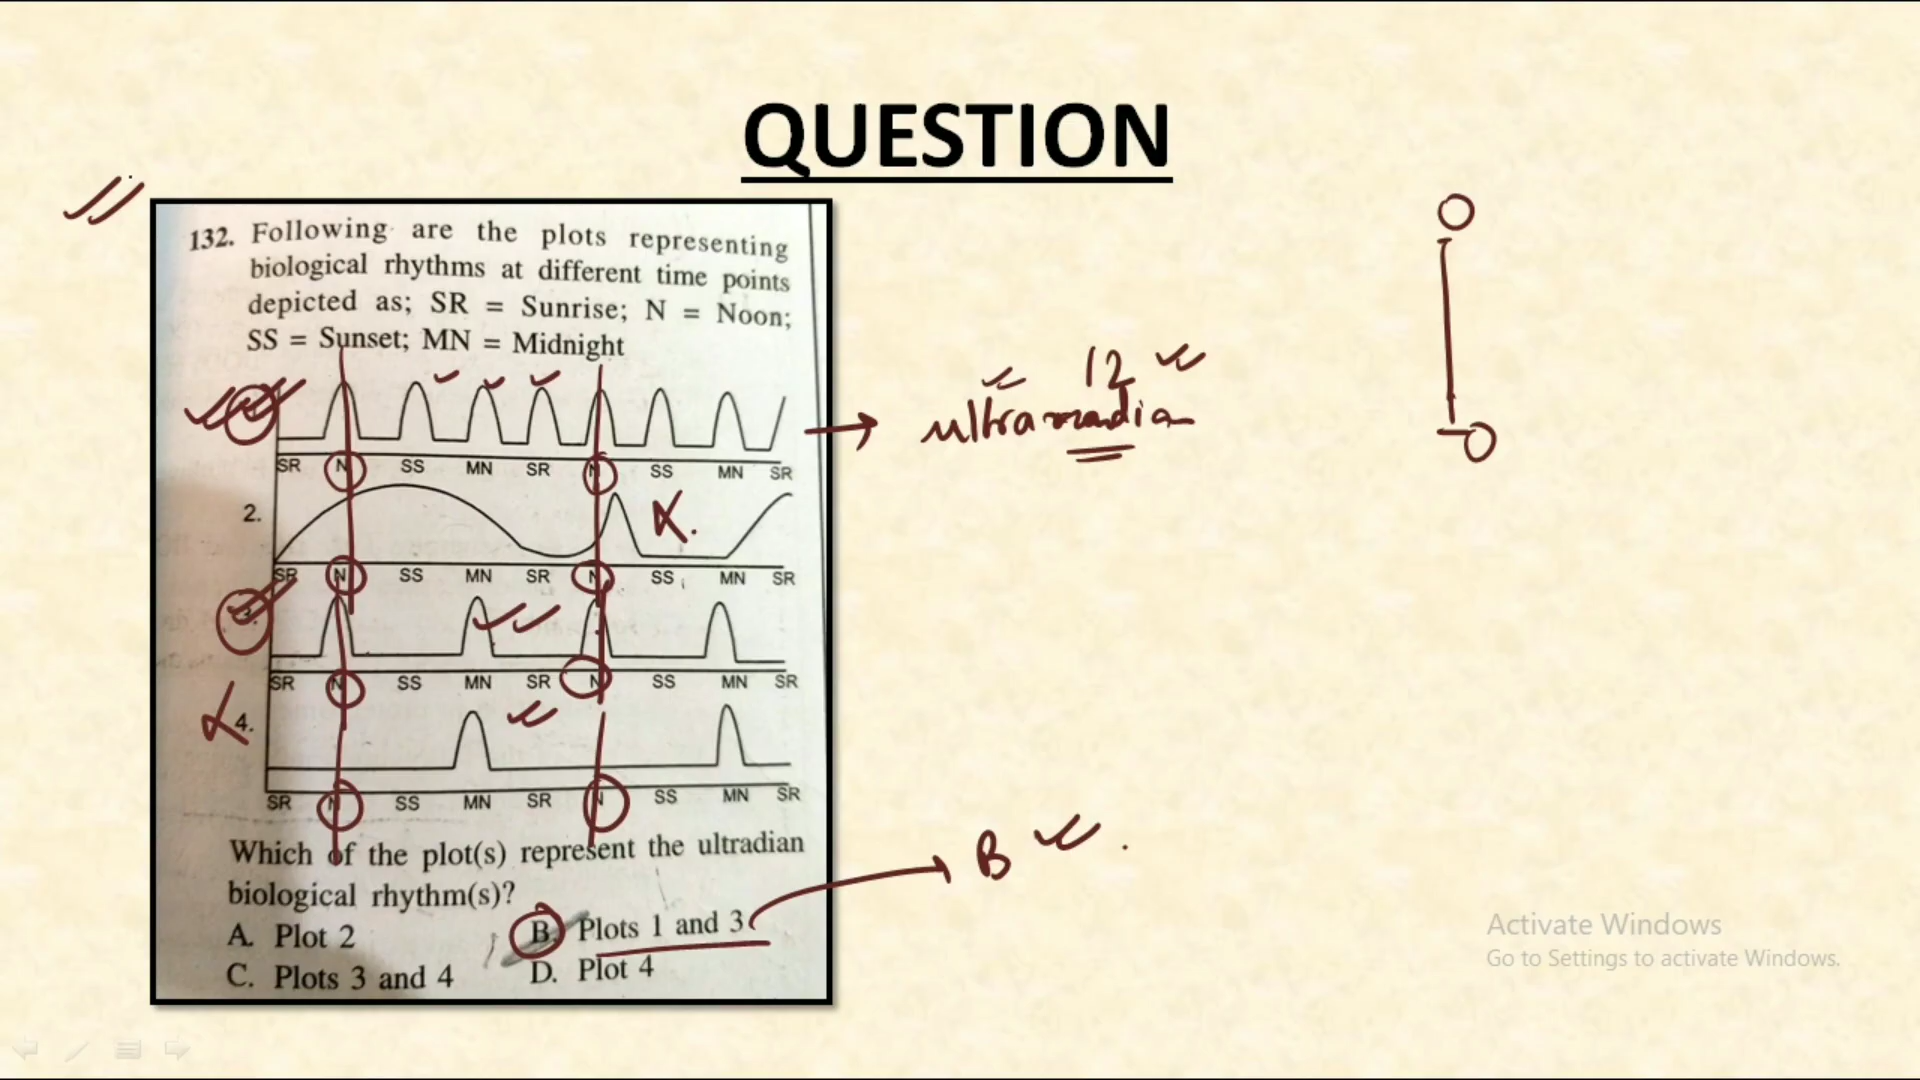 QUESTION
132. Following are the plots representing
biological rhythms at different time points
depicted as; SR = Sunrise; N = Noon;
SS = Sunset; MN = Midnight
SR N SS MN SR N SS MN SR
12
2.
SR N SS MN SR N SS MN SR
3.
SR N SS MN SR N SS MN SR
4.
SR N SS MN SR N SS MN SR
Which of the plot(s) represent the ultradian
biological rhythm(s)?
A. Plot 2
B. Plots 1 and 3
C. Plots 3 and 4
D. Plot 4
B
Activate Windows
Go to Settings to activate Windows.